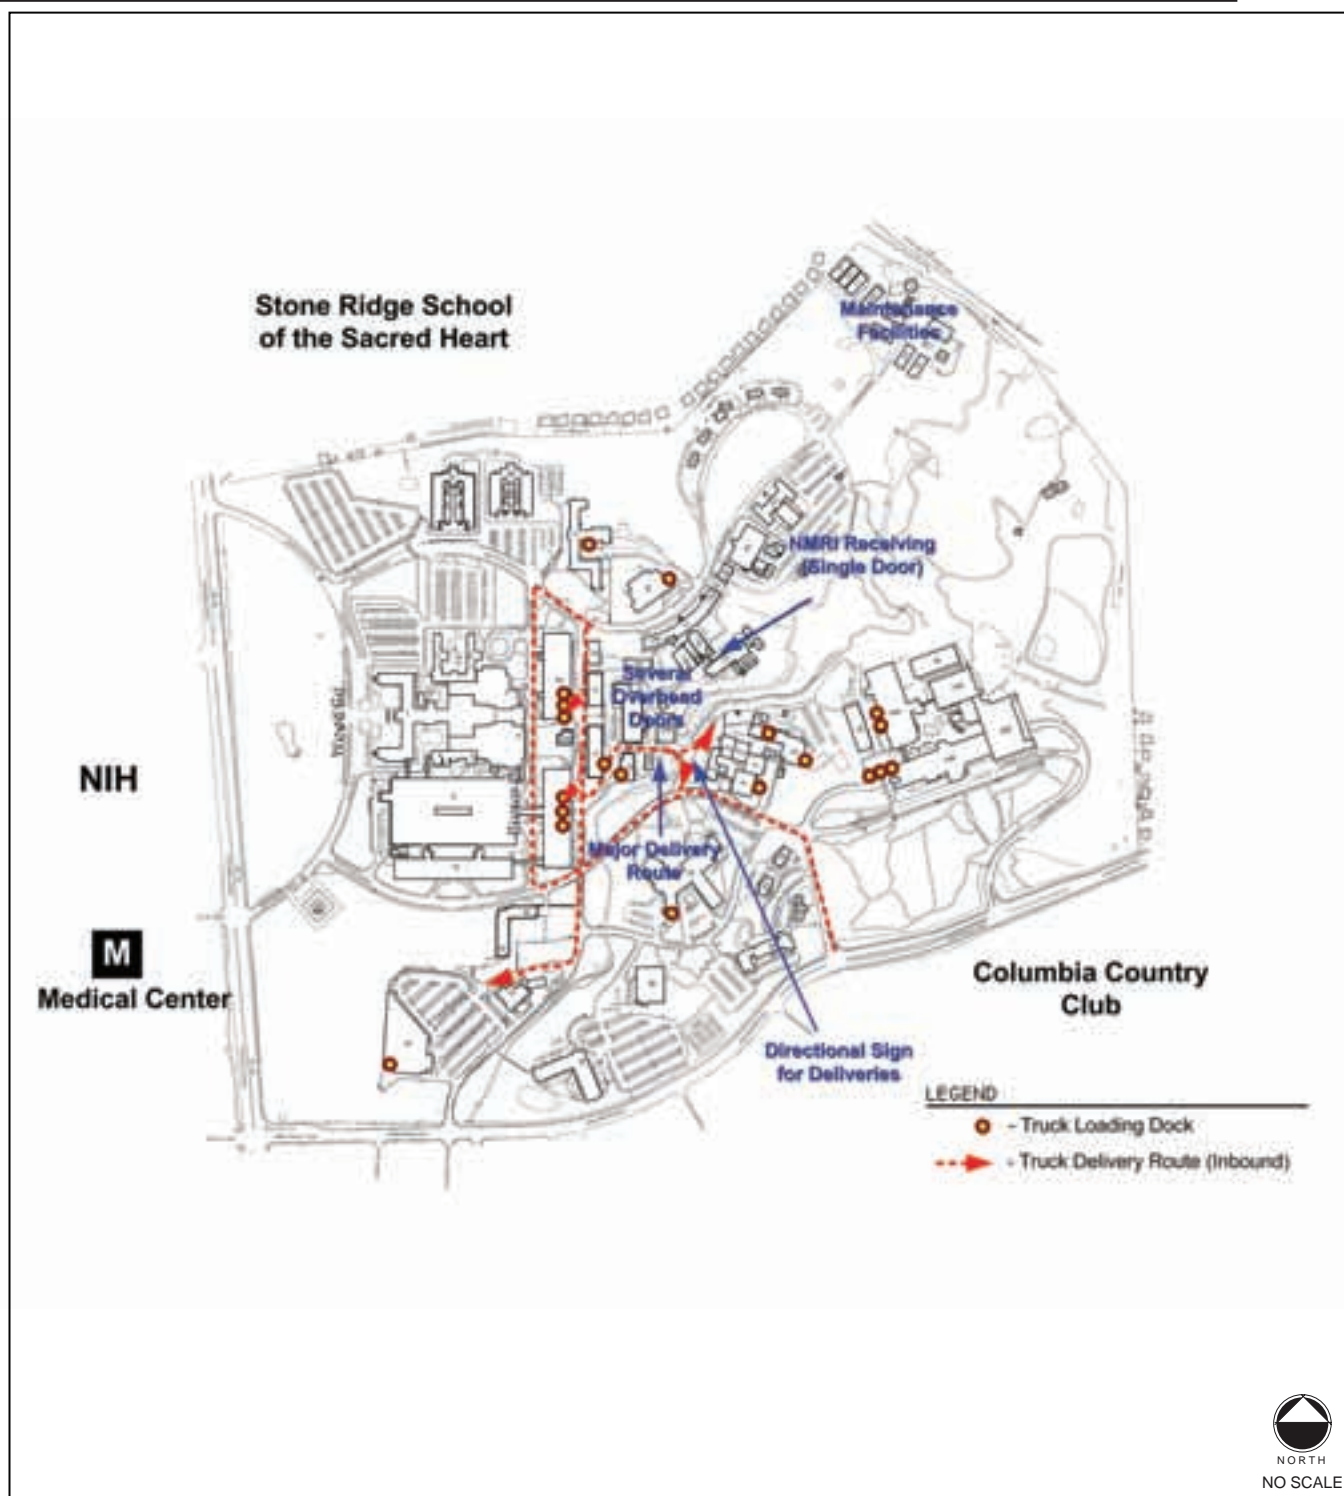 Stone Ridge School
of the Sacred Heart
Maintenance
Facilities
NMRI Receiving
(Single Door)
Several
Overhead
Doors
NIH
Major Delivery
Route
M
Medical Center
Columbia Country
Club
Directional Sign
for Deliveries
LEGEND
- Truck Loading Dock
- Truck Delivery Route (Inbound)
NORTH
NO SCALE